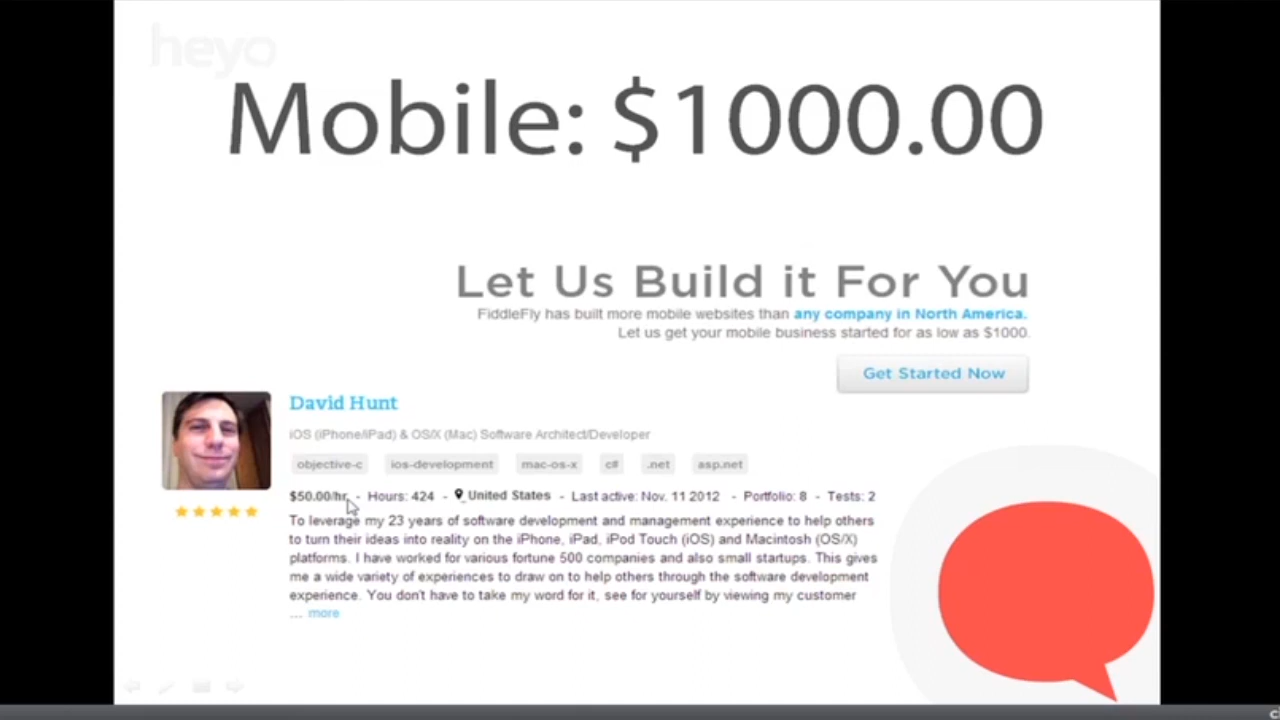 heyo
Mobile: $1000.00
Let Us Build it For You
FiddleFly has built more mobile websites than any company in North America.
Let us get your mobile business started for as low as $1000.
Get Started Now
David Hunt
iOS (iPhone/iPad) & OS/X (Mac) Software Architect/Developer
objective-c ios-development mac-os-x c# .net asp.net
$50.00/hr - Hours: 424 - United States - Last active: Nov. 11 2012 - Portfolio: 8 - Tests: 2
To leverage my 23 years of software development and management experience to help others
to turn their ideas into reality on the iPhone, iPad, iPod Touch (iOS) and Macintosh (OS/X)
platforms. I have worked for various fortune 500 companies and also small startups. This gives
me a wide variety of experiences to draw on to help others through the software development
experience. You don't have to take my word for it, see for yourself by viewing my customer
... more